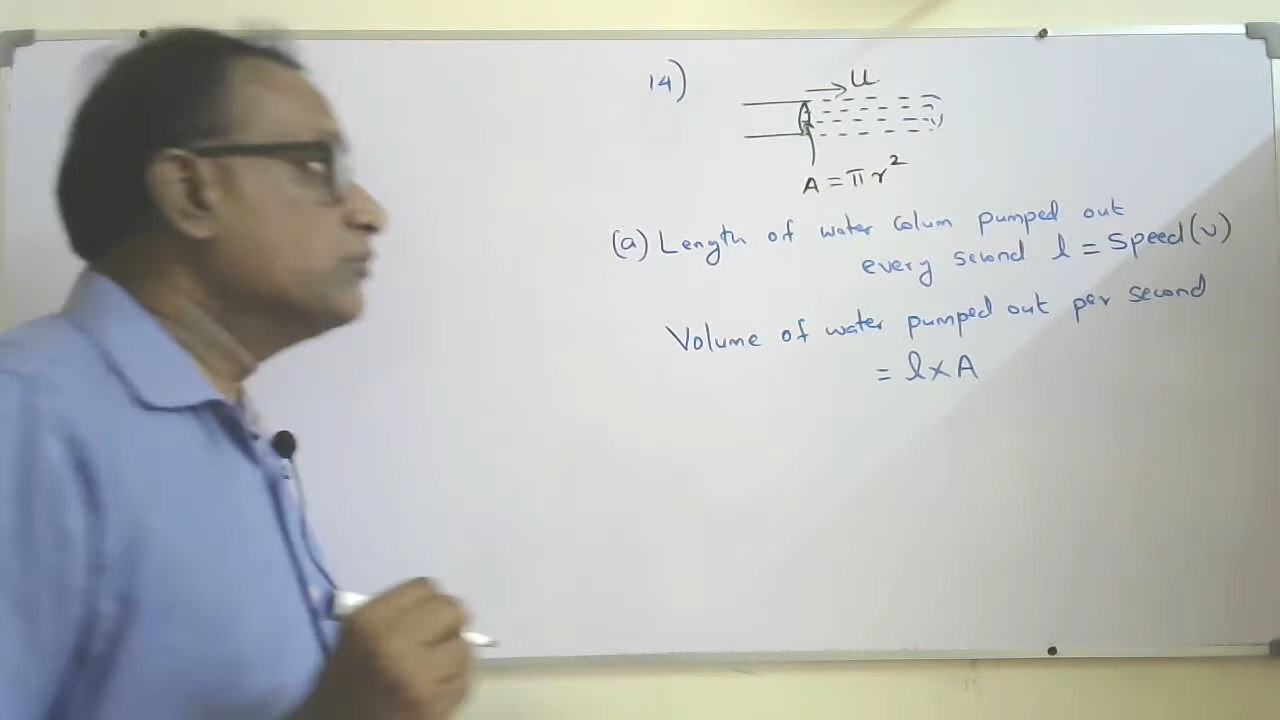 14)
u
A = πr²
(a) Length of water colum pumped out
every second l = Speed(v)
Volume of water pumped out per second
= l×A